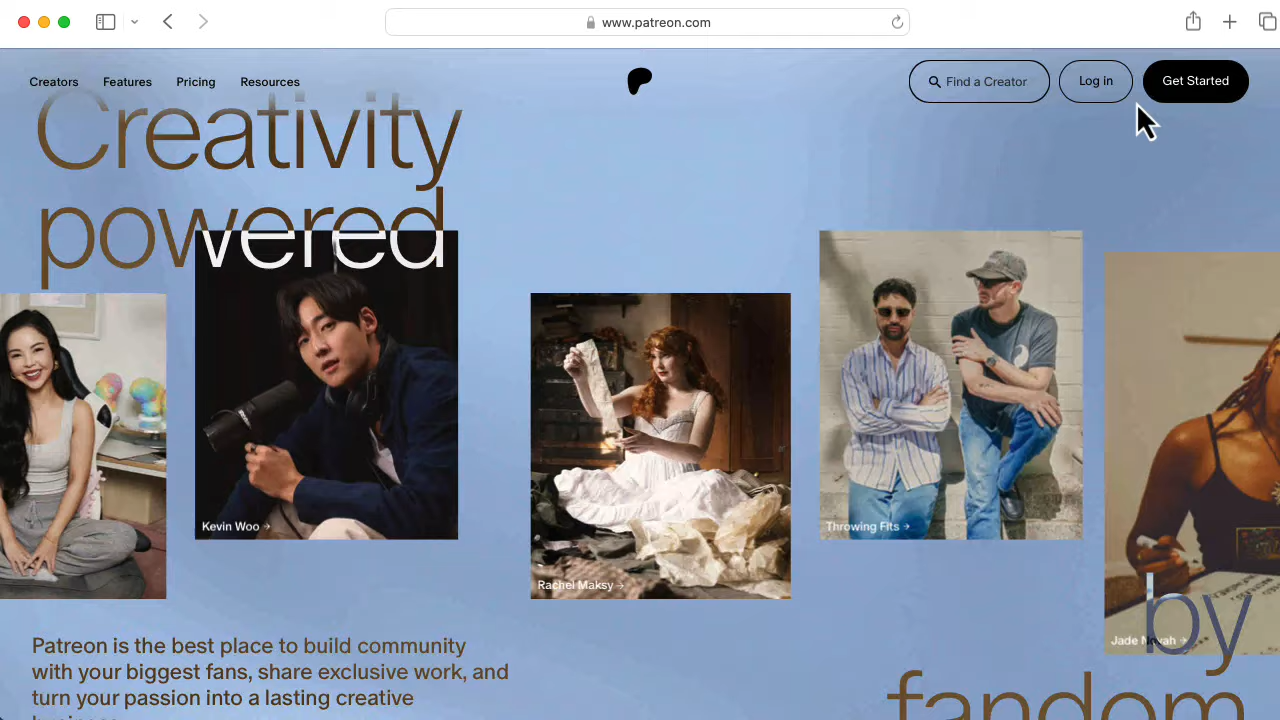 www.patreon.com
Creators Features Pricing Resources
Find a Creator Log in Get Started
Creativity
powered
Kevin Woo →
Rachel Maksy →
Throwing Fits →
Jade Novah →
by
fandom
Patreon is the best place to build community
with your biggest fans, share exclusive work, and
turn your passion into a lasting creative